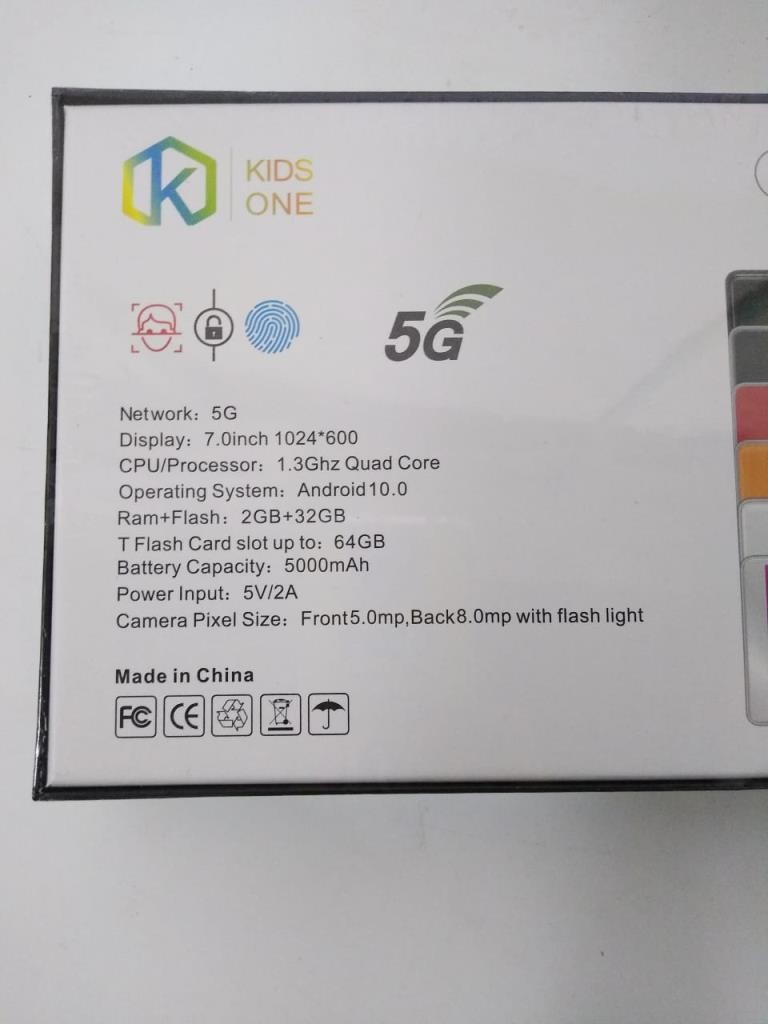 K
KIDS
ONE
5G
Network：5G
Display：7.0inch 1024*600
CPU/Processor：1.3Ghz Quad Core
Operating System：Android10.0
Ram+Flash：2GB+32GB
T Flash Card slot up to：64GB
Battery Capacity：5000mAh
Power Input：5V/2A
Camera Pixel Size：Front5.0mp,Back8.0mp with flash light
Made in China
FC CE